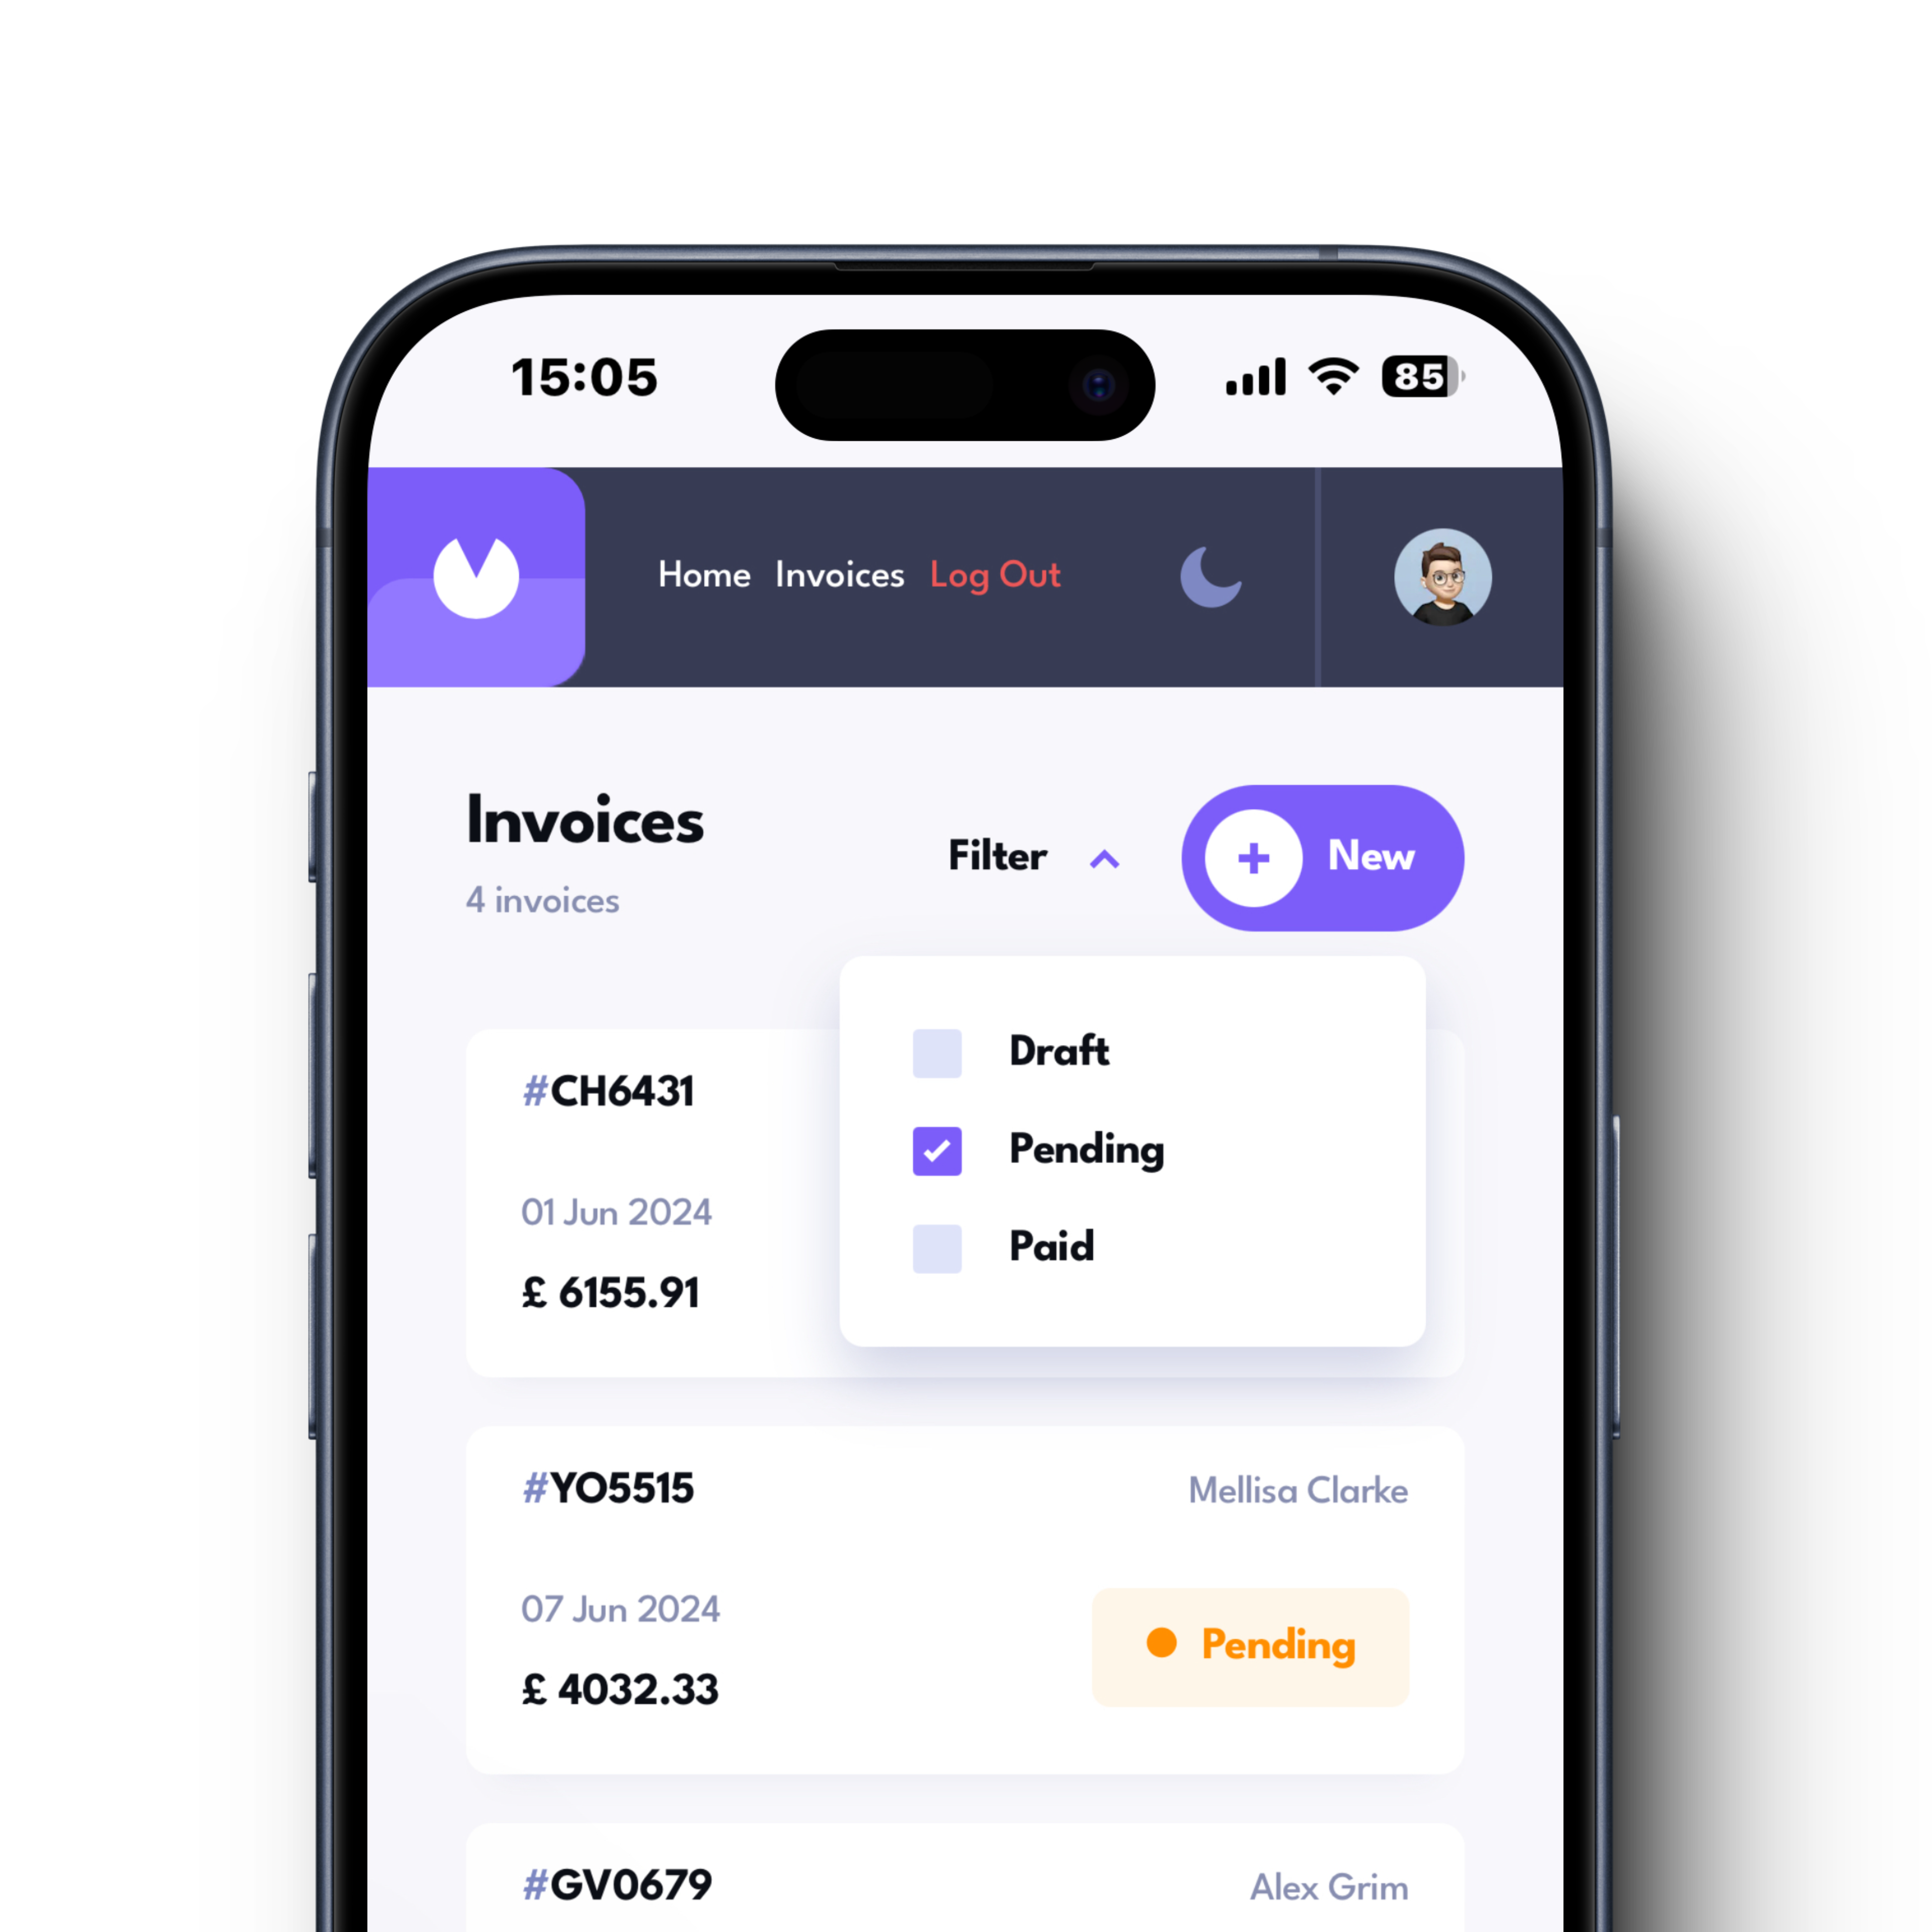 15:05
85
Home Invoices Log Out
Invoices
4 invoices
Filter
New
Draft
Pending
Paid
#CH6431
01 Jun 2024
£ 6155.91
#YO5515
Mellisa Clarke
07 Jun 2024
Pending
£ 4032.33
#GV0679
Alex Grim